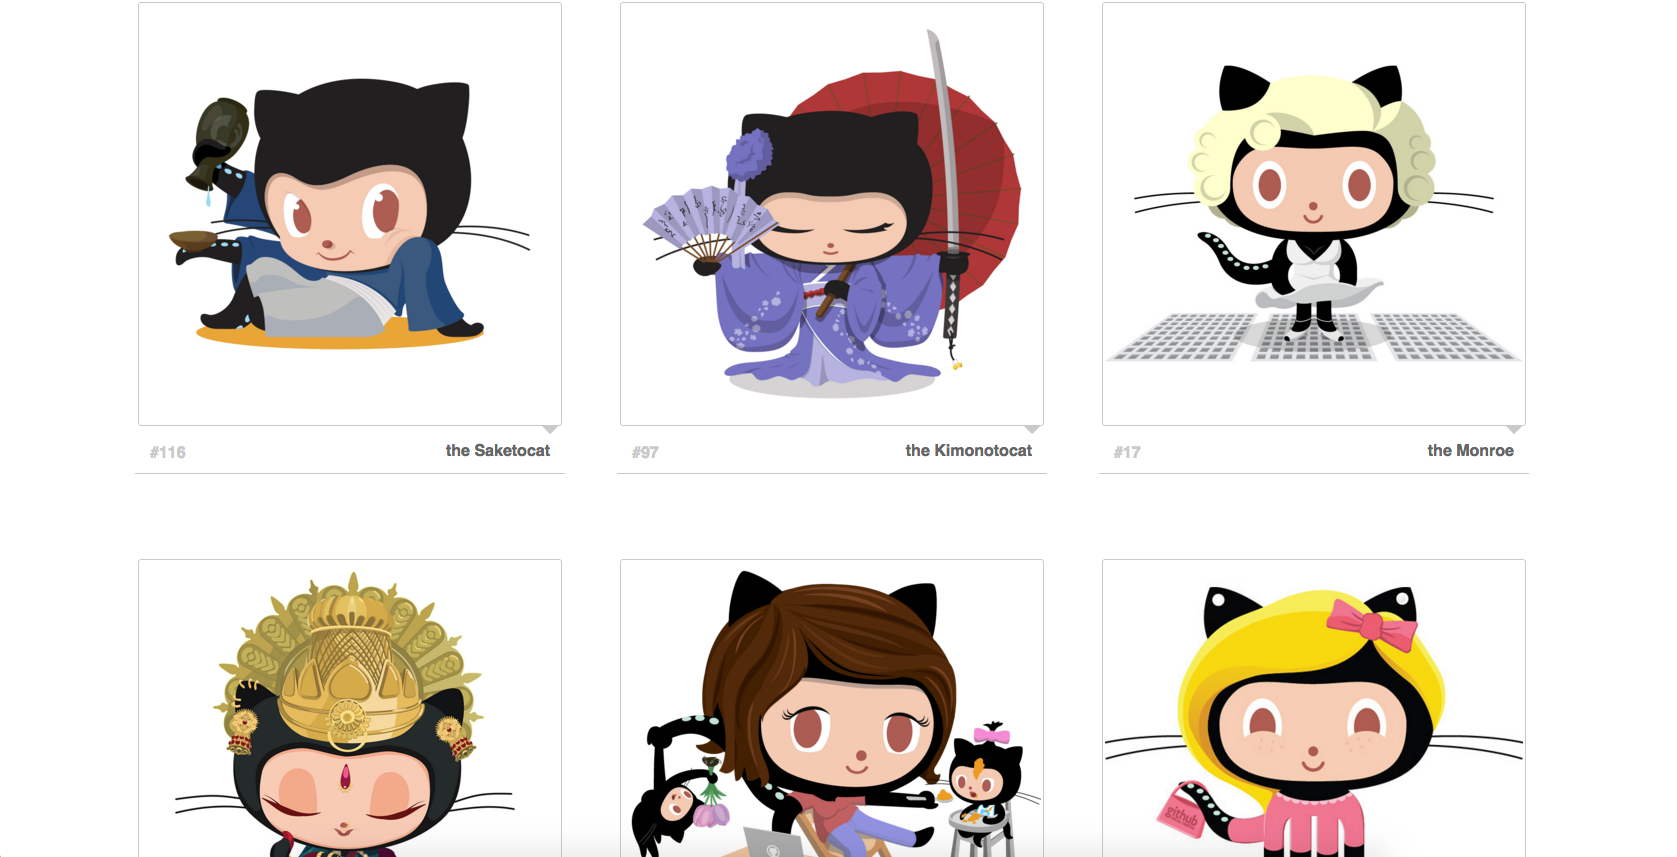 #116
the Saketocat
#97
the Kimonotocat
#17
the Monroe
github